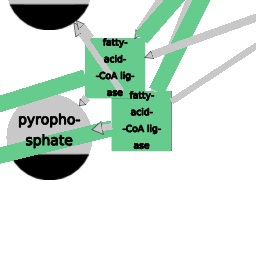 fatty-
acid-
-CoA lig-
ase
fatty-
acid-
-CoA lig-
ase
pyropho-
sphate